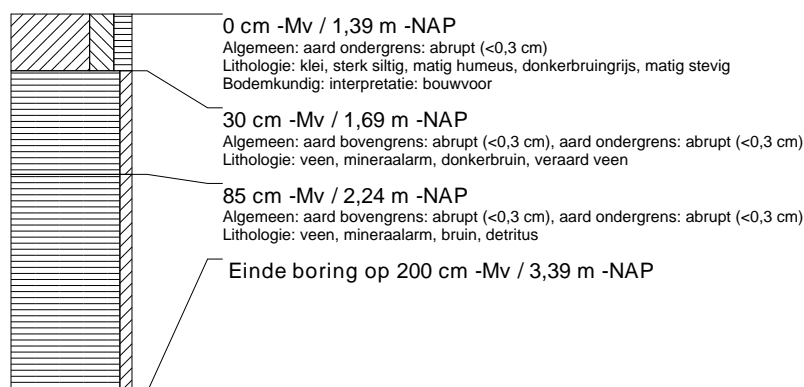 0 cm -Mv / 1,39 m -NAP
Algemeen: aard ondergrens: abrupt (<0,3 cm)
Lithologie: klei, sterk siltig, matig humeus, donkerbruingrijs, matig stevig
Bodemkundig: interpretatie: bouwvoor
30 cm -Mv / 1,69 m -NAP
Algemeen: aard bovengrens: abrupt (<0,3 cm), aard ondergrens: abrupt (<0,3 cm)
Lithologie: veen, mineraalarm, donkerbruin, veraard veen
85 cm -Mv / 2,24 m -NAP
Algemeen: aard bovengrens: abrupt (<0,3 cm), aard ondergrens: abrupt (<0,3 cm)
Lithologie: veen, mineraalarm, bruin, detritus
Einde boring op 200 cm -Mv / 3,39 m -NAP